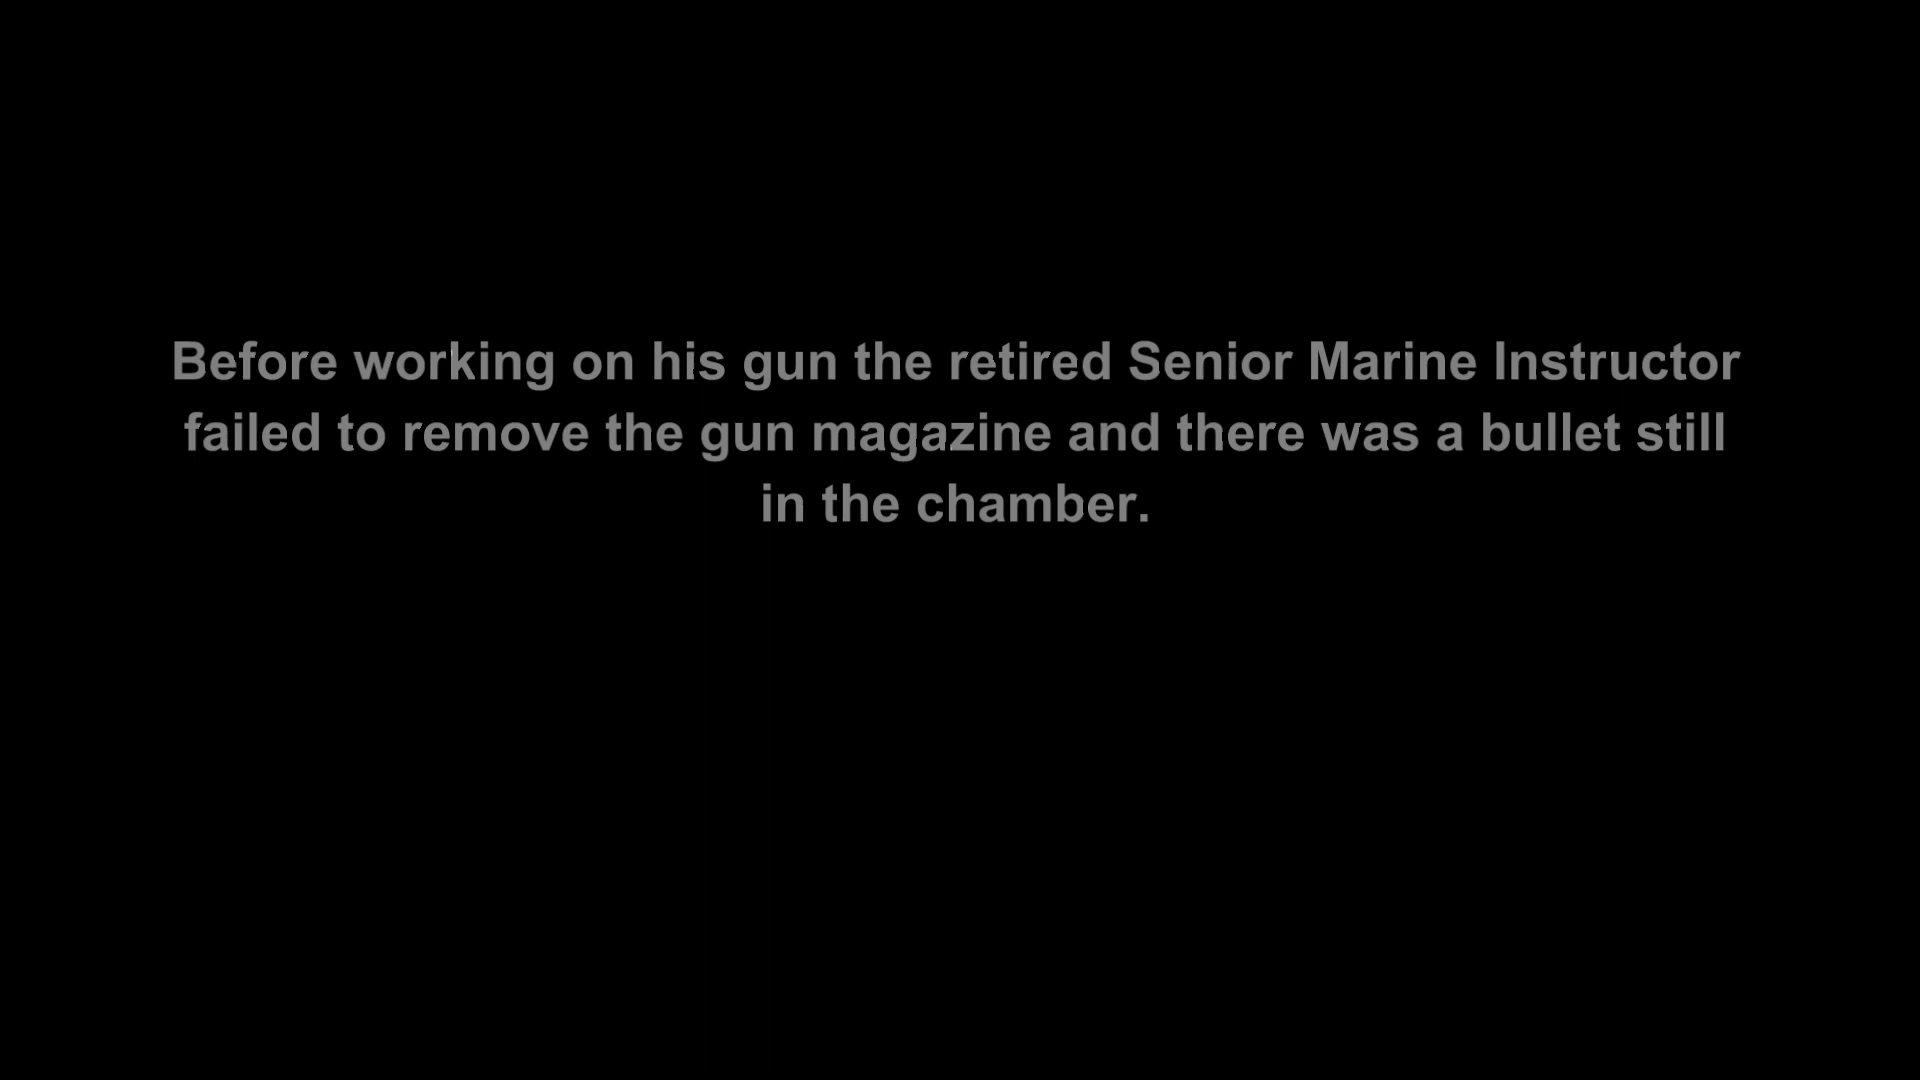 Before working on his gun the retired Senior Marine Instructor
failed to remove the gun magazine and there was a bullet still
in the chamber.